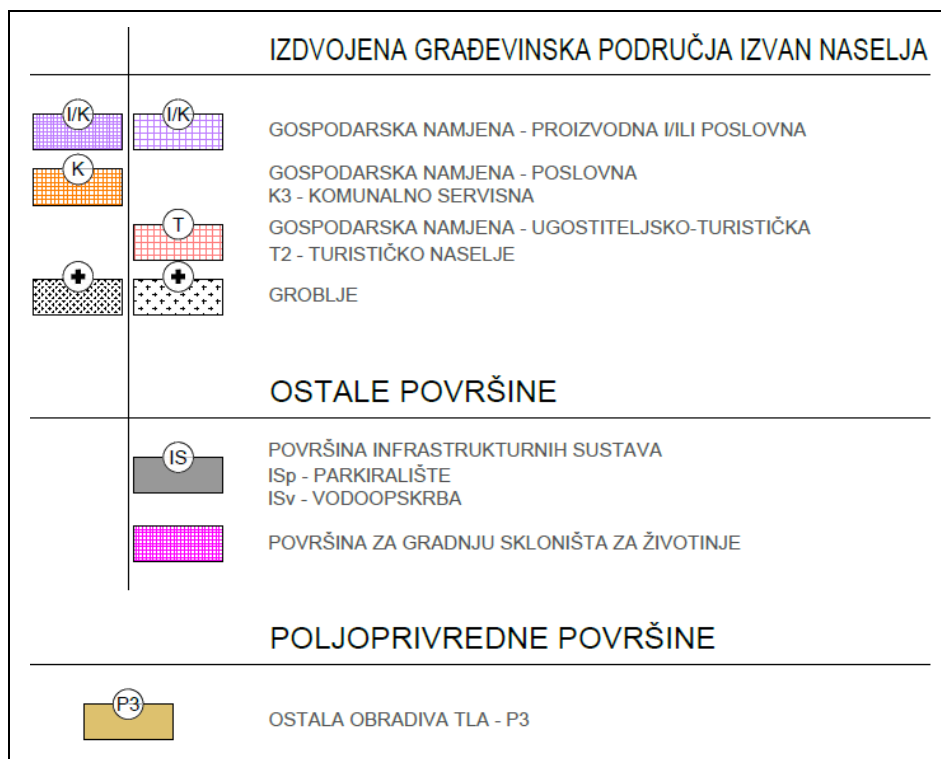 IZDVOJENA GRAĐEVINSKA PODRUČJA IZVAN NASELJA
I/K I/K GOSPODARSKA NAMJENA - PROIZVODNA I/ILI POSLOVNA
K GOSPODARSKA NAMJENA - POSLOVNA
K3 - KOMUNALNO SERVISNA
T GOSPODARSKA NAMJENA - UGOSTITELJSKO-TURISTIČKA
T2 - TURISTIČKO NASELJE
GROBLJE
OSTALE POVRŠINE
IS POVRŠINA INFRASTRUKTURNIH SUSTAVA
ISp - PARKIRALIŠTE
ISv - VODOOPSKRBA
POVRŠINA ZA GRADNJU SKLONIŠTA ZA ŽIVOTINJE
POLJOPRIVREDNE POVRŠINE
P3 OSTALA OBRADIVA TLA - P3